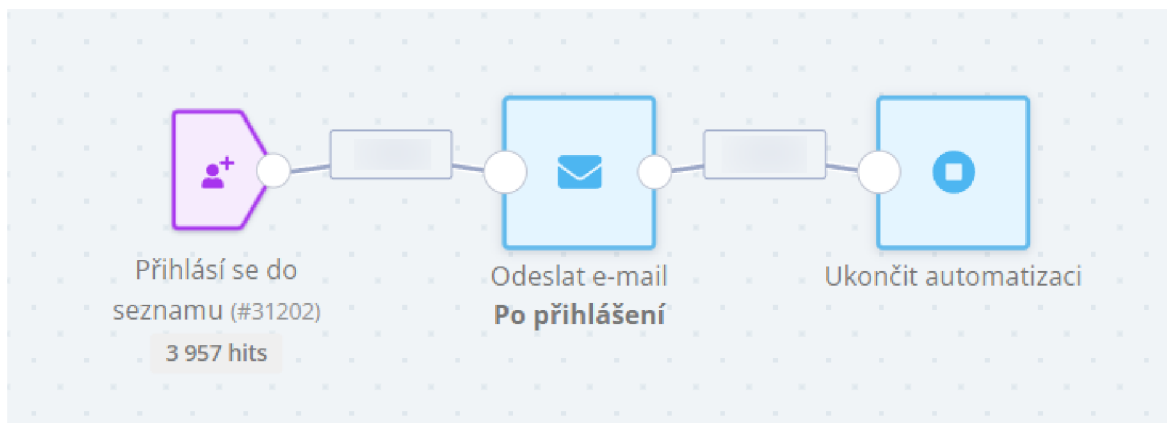 Přihlásí se do
seznamu (#31202)
3 957 hits
Odeslat e-mail
Po přihlášení
Ukončit automatizaci